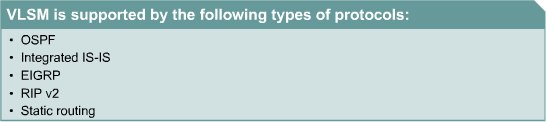 VLSM is supported by the following types of protocols:
• OSPF
• Integrated IS-IS
• EIGRP
• RIP v2
• Static routing